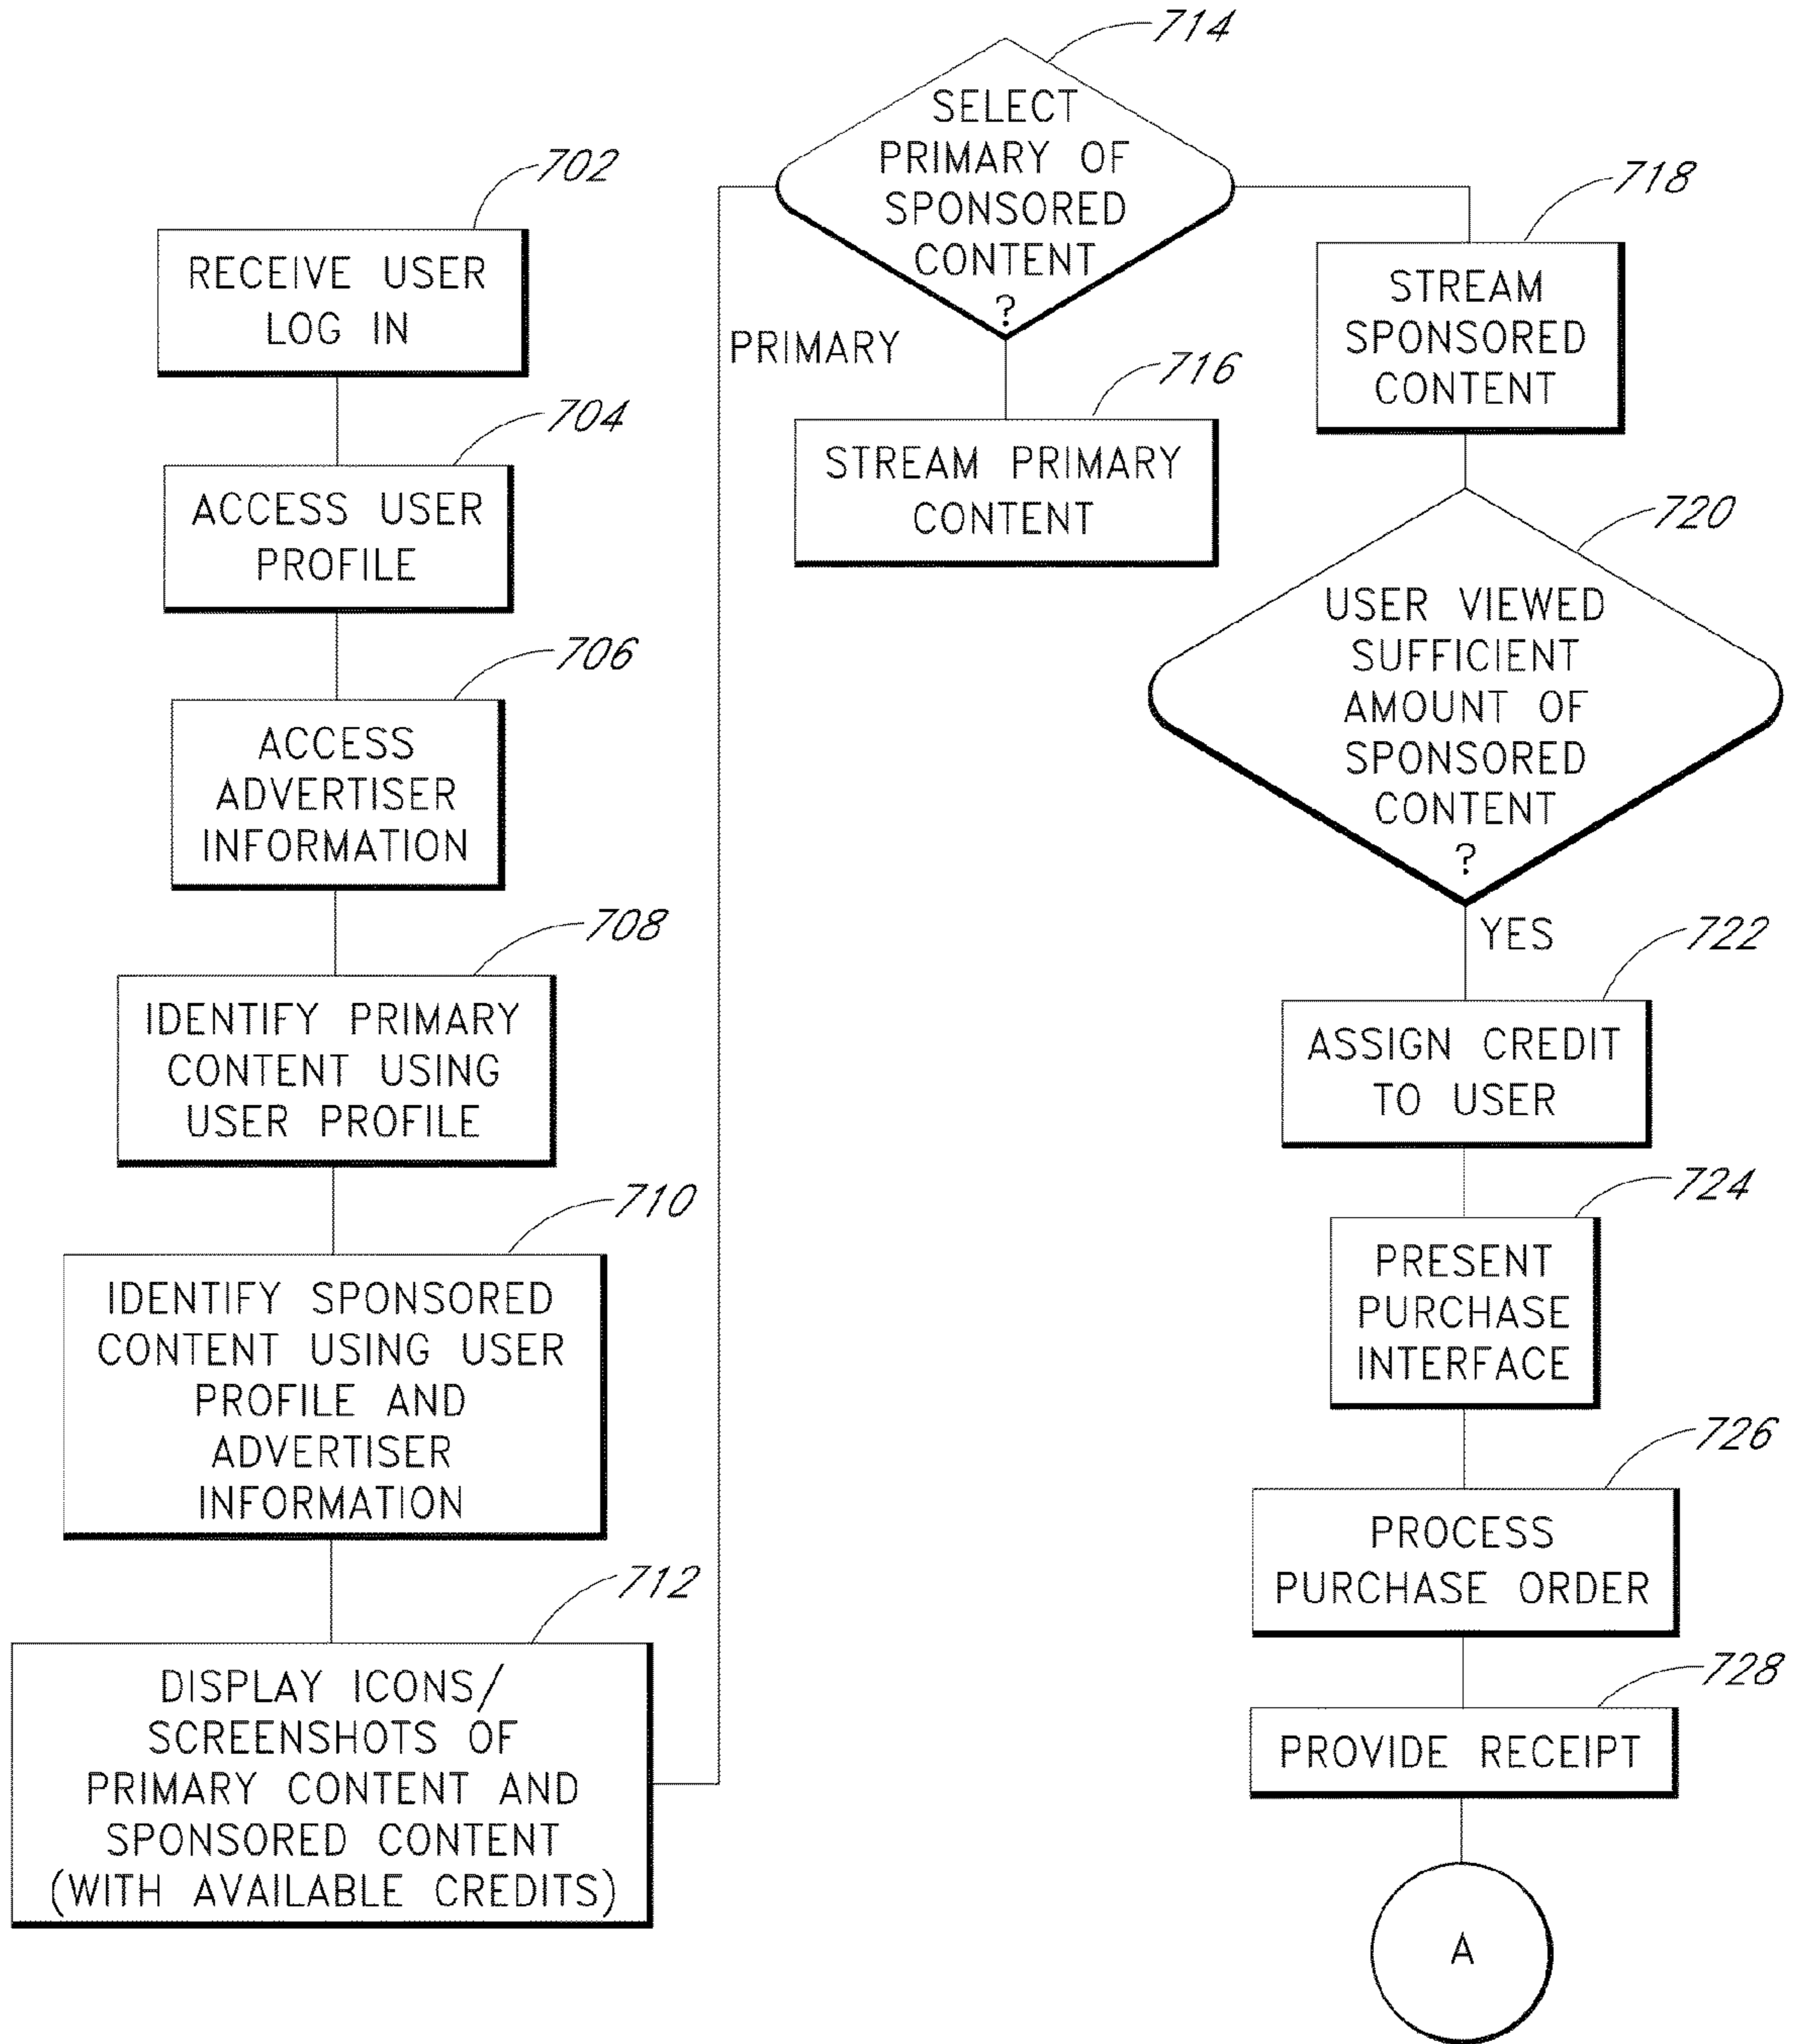 702
RECEIVE USER
LOG IN
704
ACCESS USER
PROFILE
706
ACCESS
ADVERTISER
INFORMATION
708
IDENTIFY PRIMARY
CONTENT USING
USER PROFILE
710
IDENTIFY SPONSORED
CONTENT USING USER
PROFILE AND
ADVERTISER
INFORMATION
712
DISPLAY ICONS/
SCREENSHOTS OF
PRIMARY CONTENT AND
SPONSORED CONTENT
(WITH AVAILABLE CREDITS)
714
SELECT
PRIMARY OF
SPONSORED
CONTENT
?
PRIMARY
716
STREAM PRIMARY
CONTENT
718
STREAM
SPONSORED
CONTENT
720
USER VIEWED
SUFFICIENT
AMOUNT OF
SPONSORED
CONTENT
?
YES
722
ASSIGN CREDIT
TO USER
724
PRESENT
PURCHASE
INTERFACE
726
PROCESS
PURCHASE ORDER
728
PROVIDE RECEIPT
A